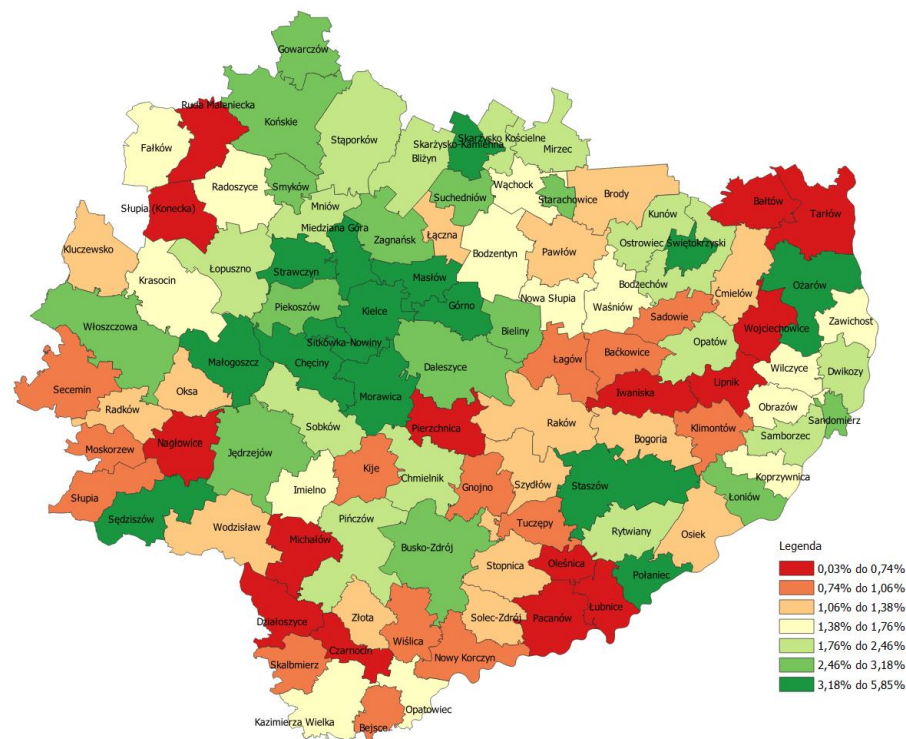 Gowarczów
Ruda Maleniecka
Końskie
Stąporków
Fałków
Skarżysko Kościelne
Skarżysko-Kamienna
Mirzec
Bliżyn
Radoszyce
Smyków
Wąchock
Suchedniów
Starachowice
Brody
Bałtów
Tarłów
Słupia (Konecka)
Mniów
Kunów
Miedziana Góra
Zagnańsk
Łączna
Ostrowiec Świętokrzyski
Kluczewsko
Łopuszno
Bodzentyn
Pawłów
Strawczyn
Masłów
Krasocin
Bodzechów
Ćmielów
Ożarów
Piekoszów
Kielce
Górno
Nowa Słupia
Waśniów
Sadowie
Wojciechowice
Zawichost
Włoszczowa
Sitkówka-Nowiny
Bieliny
Opatów
Małogoszcz
Chęciny
Daleszyce
Łagów
Baćkowice
Wilczyce
Dwikozy
Secemin
Oksa
Morawica
Iwaniska
Lipnik
Radków
Obrazów
Sandomierz
Moskorzew
Nagłowice
Sobków
Pierzchnica
Raków
Bogoria
Klimontów
Samborzec
Jędrzejów
Kije
Koprzywnica
Słupia
Imielno
Chmielnik
Gnojno
Szydłów
Staszów
Łoniów
Sędziszów
Wodzisław
Pińczów
Tuczępy
Rytwiany
Osiek
Michałów
Busko-Zdrój
Stopnica
Oleśnica
Połaniec
Działoszyce
Złota
Wiślica
Solec-Zdrój
Pacanów
Łubnice
Czarnocin
Skalbmierz
Nowy Korczyn
Kazimierza Wielka
Bejsce
Opatowiec
Legenda
0,03% do 0,74%
0,74% do 1,06%
1,06% do 1,38%
1,38% do 1,76%
1,76% do 2,46%
2,46% do 3,18%
3,18% do 5,85%